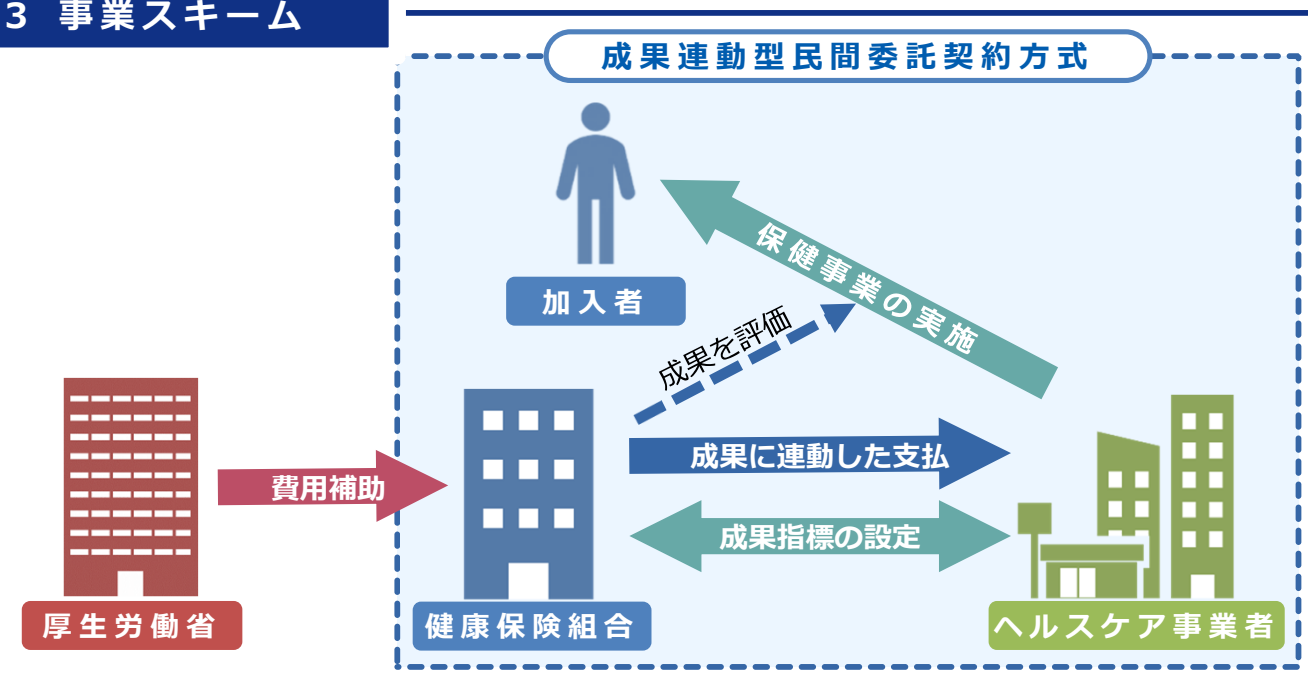 3 事業スキーム
成果連動型民間委託契約方式
保健事業の実施
加入者
成果を評価
成果に連動した支払
費用補助
成果指標の設定
厚生労働省
健康保険組合
ヘルスケア事業者